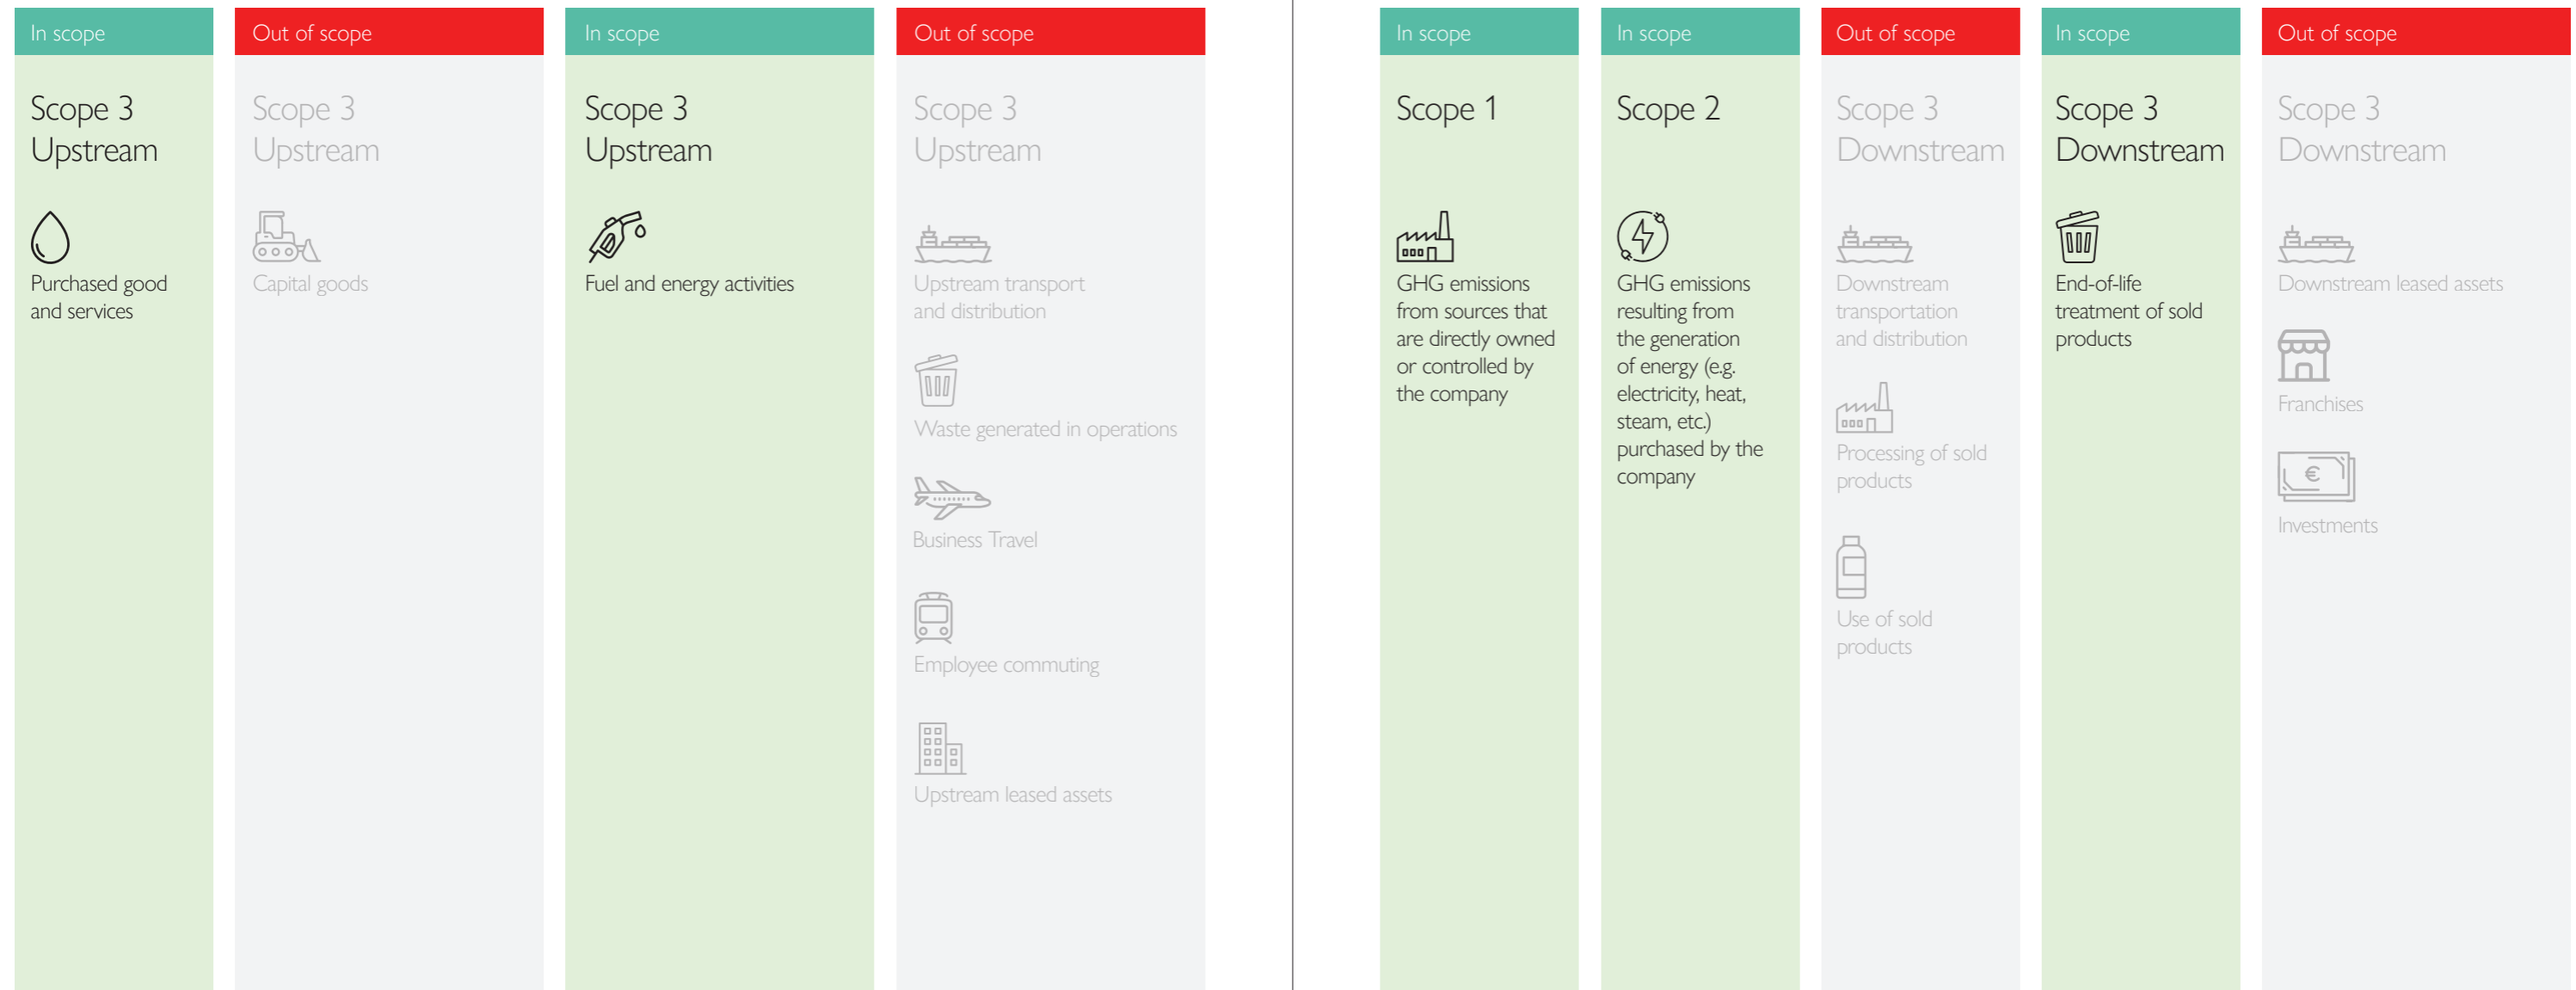 In scope
Scope 3
Upstream
Purchased good
and services
Out of scope
Scope 3
Upstream
Capital goods
In scope
Scope 3
Upstream
Fuel and energy activities
Out of scope
Scope 3
Upstream
Upstream transport
and distribution
Waste generated in operations
Business Travel
Employee commuting
Upstream leased assets
In scope
Scope 1
GHG emissions
from sources that
are directly owned
or controlled by
the company
In scope
Scope 2
GHG emissions
resulting from
the generation
of energy (e.g.
electricity, heat,
steam, etc.)
purchased by the
company
Out of scope
Scope 3
Downstream
Downstream
transportation
and distribution
Processing of sold
products
Use of sold
products
In scope
Scope 3
Downstream
End-of-life
treatment of sold
products
Out of scope
Scope 3
Downstream
Downstream leased assets
Franchises
€
Investments